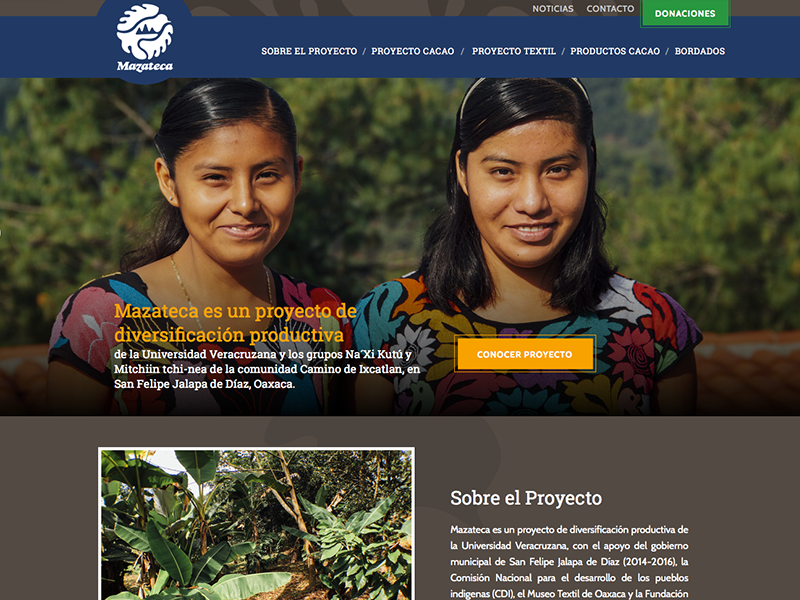 NOTICIAS CONTACTO DONACIONES
Mazateca
SOBRE EL PROYECTO / PROYECTO CACAO / PROYECTO TEXTIL / PRODUCTOS CACAO / BORDADOS
Mazateca es un proyecto de
diversificación productiva
de la Universidad Veracruzana y los grupos Na´Xi Kutú y
Mitchiin tchi-nea de la comunidad Camino de Ixcatlan, en
San Felipe Jalapa de Díaz, Oaxaca.
CONOCER PROYECTO
Sobre el Proyecto
Mazateca es un proyecto de diversificación productiva de
la Universidad Veracruzana, con el apoyo del gobierno
municipal de San Felipe Jalapa de Díaz (2014-2016), la
Comisión Nacional para el desarrollo de los pueblos
indigenas (CDI), el Museo Textil de Oaxaca y la Fundación